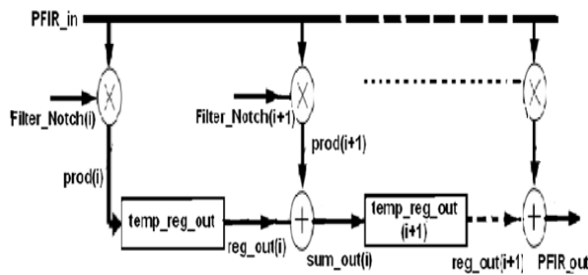 PFIR_in
Filter_Notch(i)
Filter_Notch(i+1)
prod(i)
prod(i+1)
temp_reg_out
temp_reg_out
(i+1)
reg_out(i)
sum_out(i)
reg_out(i+1)
PFIR_out